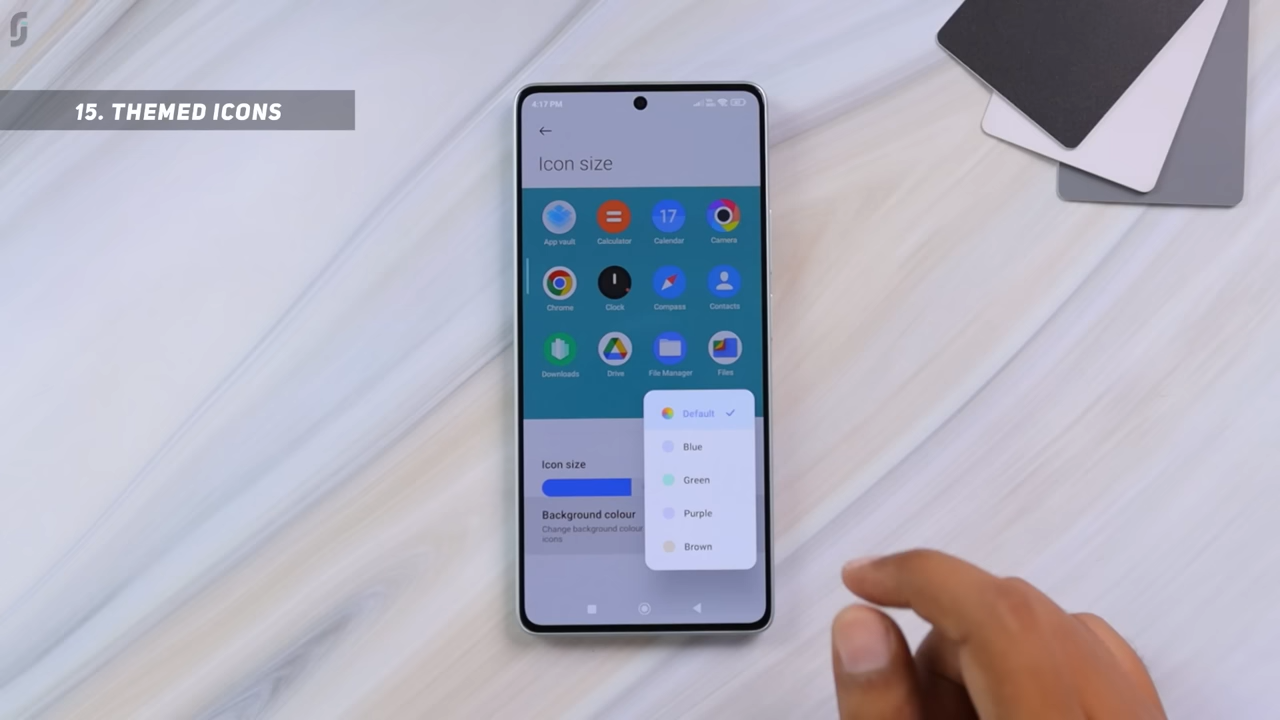 15. THEMED ICONS
4:17 PM
Icon size
17
App vault Calculator Calendar Camera
Chrome Clock Compass Contacts
Downloads Drive File Manager Files
Default
Blue
Green
Purple
Brown
Icon size
Background colour
Change background colour
icons